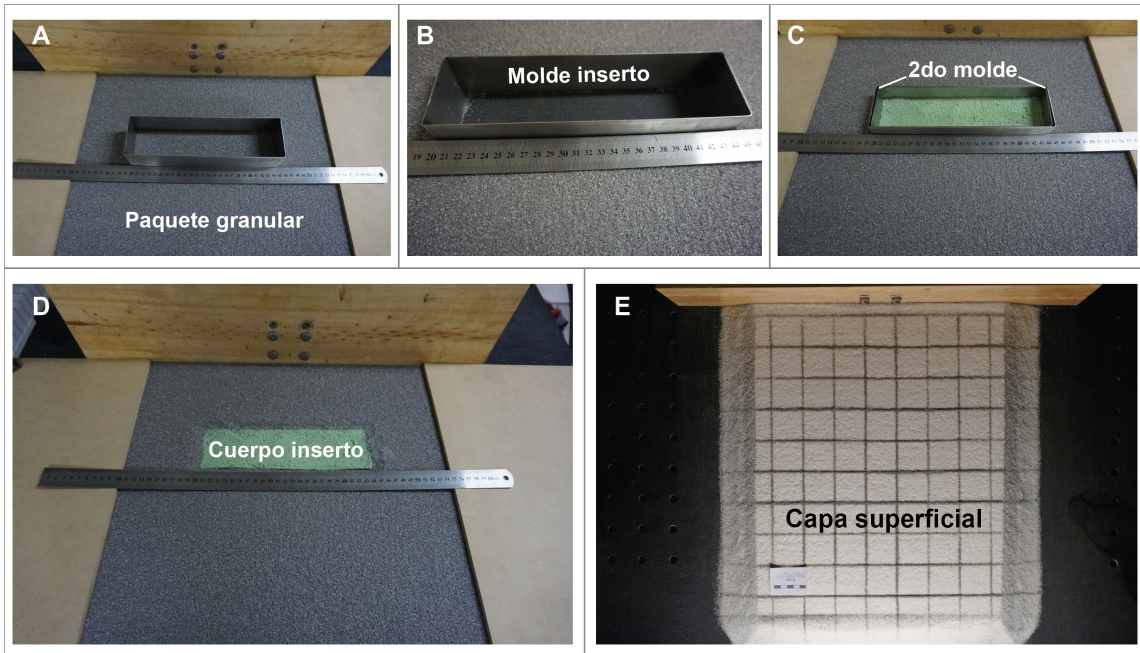 A
Paquete granular
B
Molde inserto
19 20 21 22 23 24 25 26 27 28 29 30 31 32 33 34 35 36 37 38 39 40 41 42 43 44 45
C
2do molde
D
Cuerpo inserto
E
Capa superficial